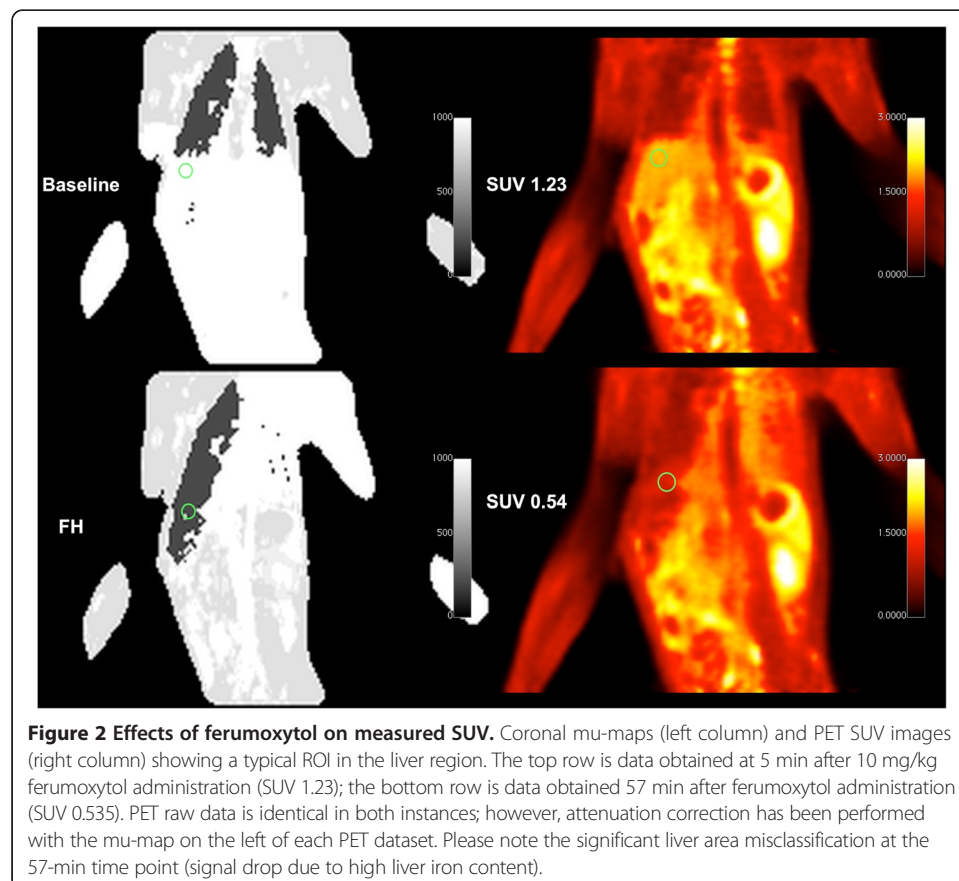 Baseline
1000
500
0
SUV 1.23
3.0000
1.5000
0.0000
FH
1000
500
0
SUV 0.54
3.0000
1.5000
0.0000
Figure 2 Effects of ferumoxytol on measured SUV. Coronal mu-maps (left column) and PET SUV images
(right column) showing a typical ROI in the liver region. The top row is data obtained at 5 min after 10 mg/kg
ferumoxytol administration (SUV 1.23); the bottom row is data obtained 57 min after ferumoxytol administration
(SUV 0.535). PET raw data is identical in both instances; however, attenuation correction has been performed
with the mu-map on the left of each PET dataset. Please note the significant liver area misclassification at the
57-min time point (signal drop due to high liver iron content).